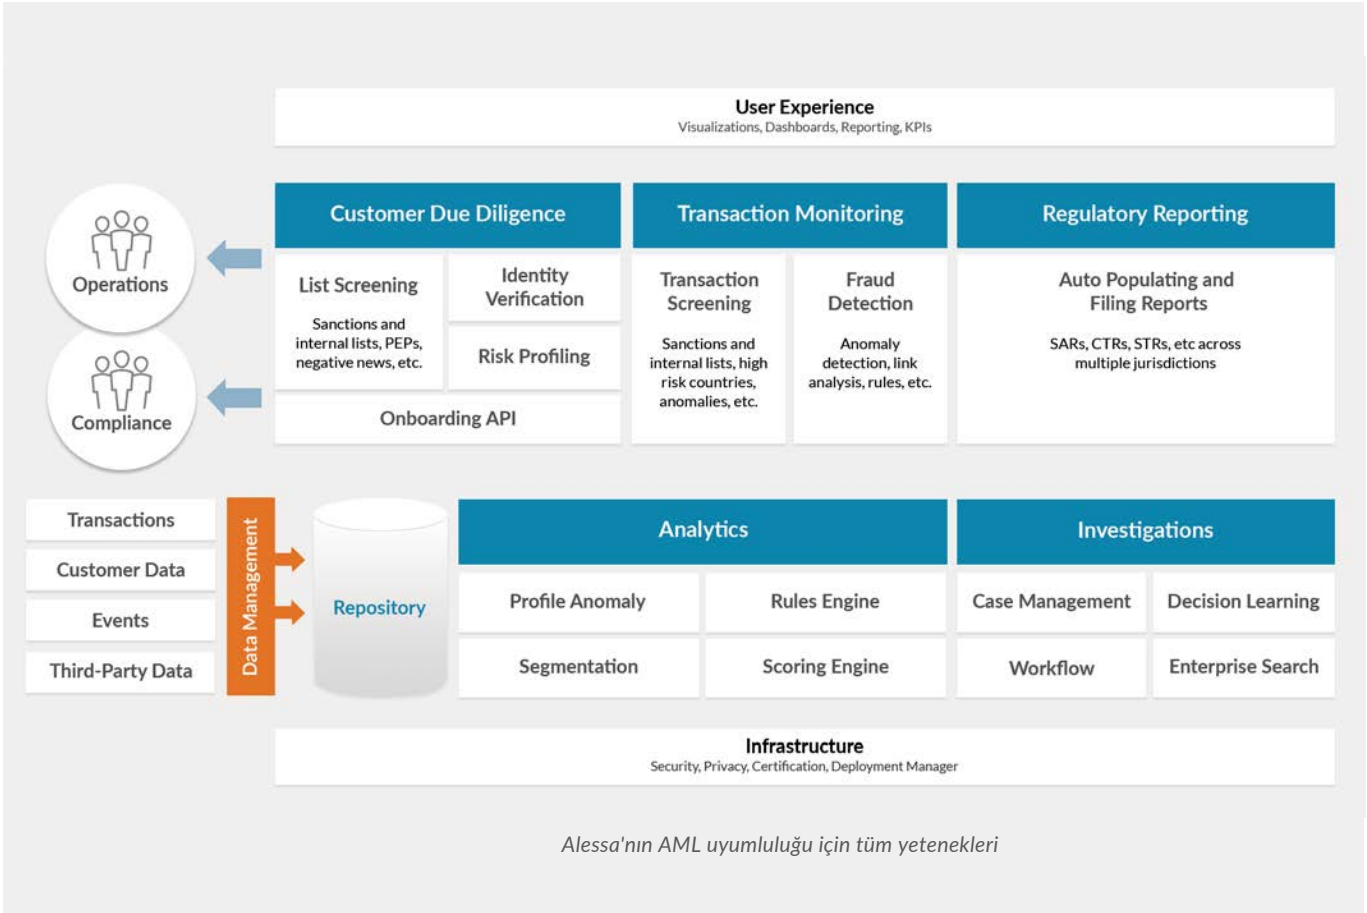 User Experience
Visualizations, Dashboards, Reporting, KPIs
Operations
Compliance
Customer Due Diligence
List Screening
Sanctions and
internal lists, PEPs,
negative news, etc.
Identity
Verification
Risk Profiling
Onboarding API
Transaction Monitoring
Transaction
Screening
Sanctions and
internal lists, high
risk countries,
anomalies, etc.
Fraud
Detection
Anomaly
detection, link
analysis, rules, etc.
Regulatory Reporting
Auto Populating and
Filing Reports
SARs, CTRs, STRs, etc across
multiple jurisdictions
Transactions
Customer Data
Events
Third-Party Data
Data Management
Repository
Analytics
Profile Anomaly
Rules Engine
Segmentation
Scoring Engine
Investigations
Case Management
Decision Learning
Workflow
Enterprise Search
Infrastructure
Security, Privacy, Certification, Deployment Manager
Alessa'nın AML uyumluluğu için tüm yetenekleri